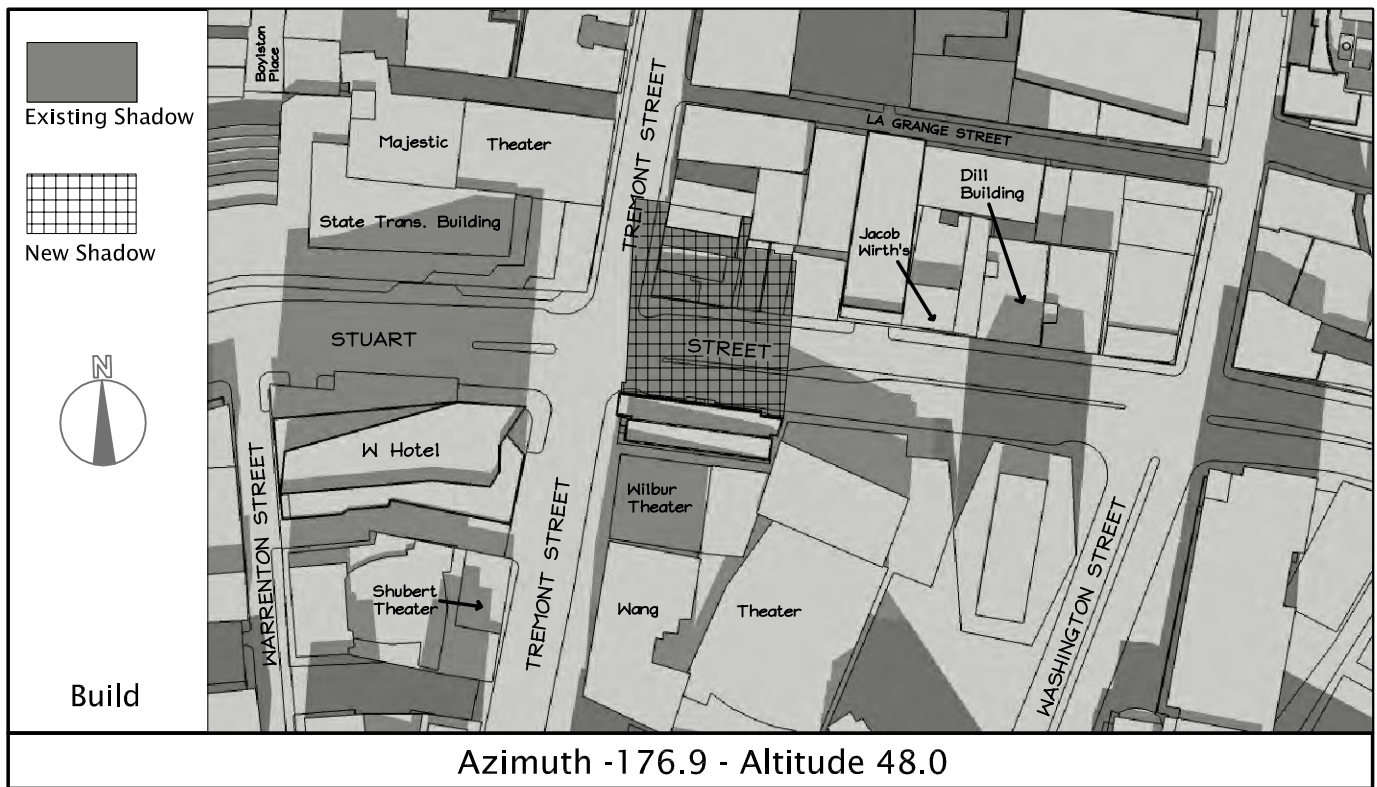 Existing Shadow
New Shadow
N
Build
Boylston
Place
Majestic
Theater
State Trans. Building
TREMONT STREET
LA GRANGE STREET
Dill
Building
Jacob
Wirth's
STUART
STREET
W Hotel
WARRENTON STREET
TREMONT STREET
Wilbur
Theater
Shubert
Theater
Wang
Theater
WASHINGTON STREET
Azimuth -176.9 - Altitude 48.0